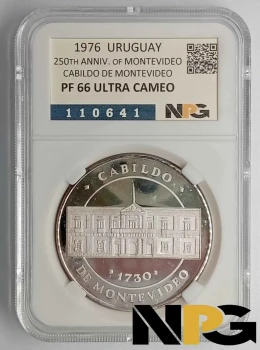 1976 URUGUAY
250TH ANNIV. OF MONTEVIDEO
CABILDO DE MONTEVIDEO
PF 66 ULTRA CAMEO
110641
NPG
CABILDO
1730
DE MONTEVIDEO
NPG